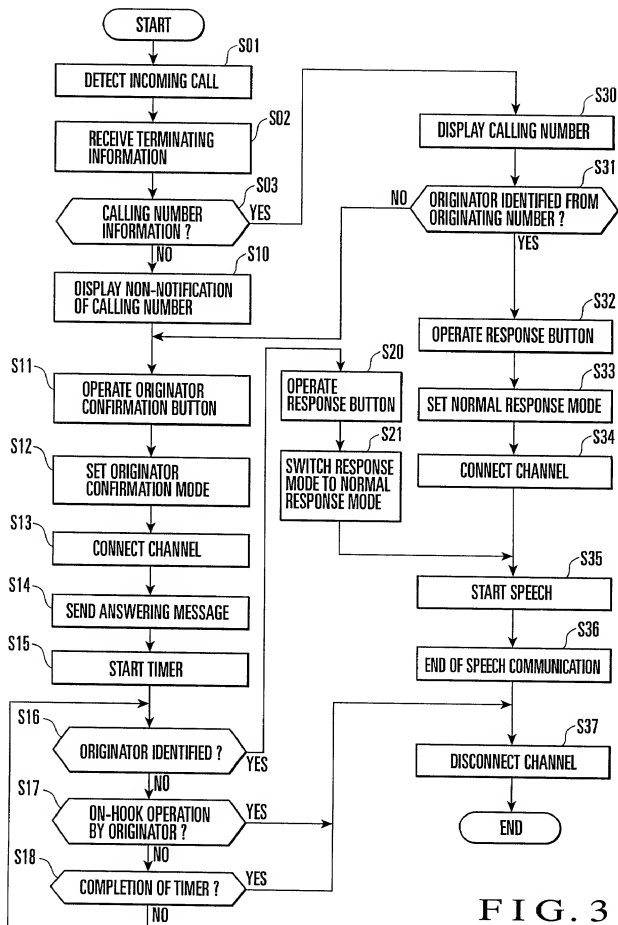 START
S01
DETECT INCOMING CALL
S02
RECEIVE TERMINATING
INFORMATION
S03
CALLING NUMBER
INFORMATION ?
YES
NO
S10
DISPLAY NON-NOTIFICATION
OF CALLING NUMBER
S11
OPERATE ORIGINATOR
CONFIRMATION BUTTON
S12
SET ORIGINATOR
CONFIRMATION MODE
S13
CONNECT CHANNEL
S14
SEND ANSWERING MESSAGE
S15
START TIMER
S16
ORIGINATOR IDENTIFIED ?
YES
NO
S17
ON-HOOK OPERATION
BY ORIGINATOR ?
YES
NO
S18
COMPLETION OF TIMER ?
YES
NO
S20
OPERATE
RESPONSE BUTTON
S21
SWITCH RESPONSE
MODE TO NORMAL
RESPONSE MODE
S30
DISPLAY CALLING NUMBER
S31
NO
ORIGINATOR IDENTIFIED FROM
ORIGINATING NUMBER ?
YES
S32
OPERATE RESPONSE BUTTON
S33
SET NORMAL RESPONSE MODE
S34
CONNECT CHANNEL
S35
START SPEECH
S36
END OF SPEECH COMMUNICATION
S37
DISCONNECT CHANNEL
END
FIG. 3